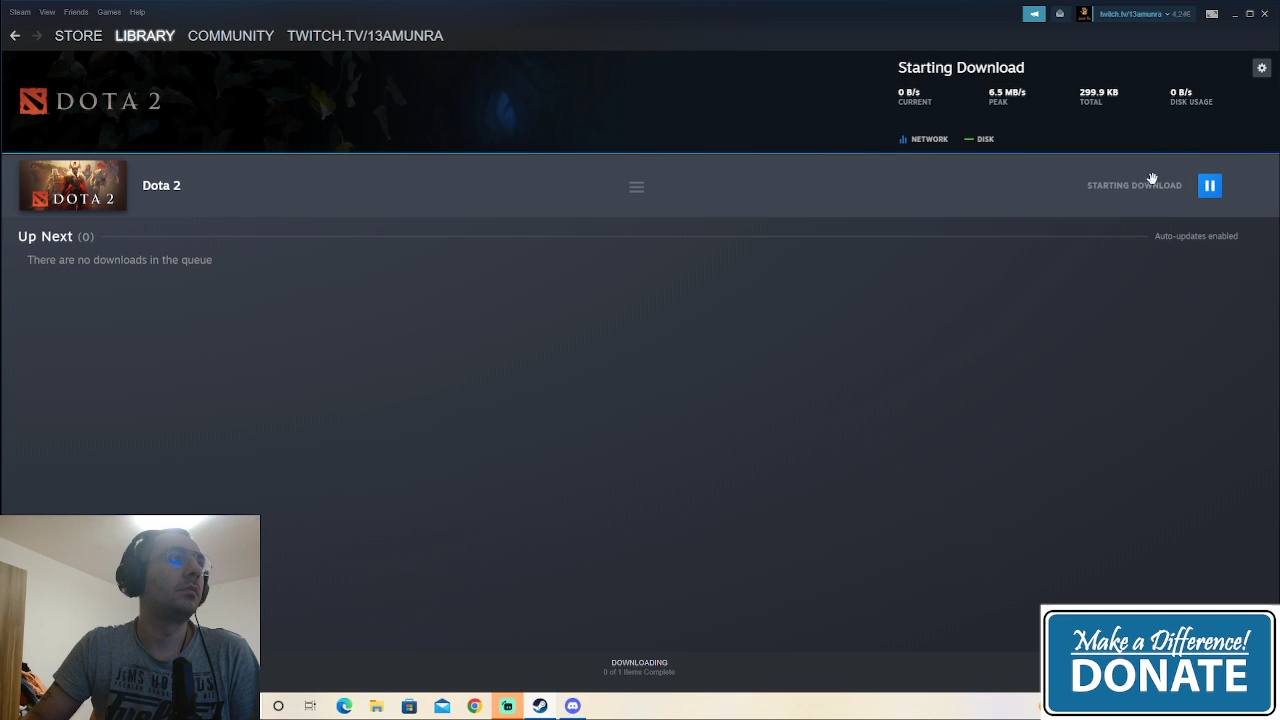 Steam View Friends Games Help
twitch.tv/13amunra 4,24€
STORE LIBRARY COMMUNITY TWITCH.TV/13AMUNRA
DOTA 2
Starting Download
0 B/s 6.5 MB/s 299.9 KB 0 B/s
CURRENT PEAK TOTAL DISK USAGE
NETWORK DISK
DOTA 2
Dota 2
STARTING DOWNLOAD
Up Next (0)
Auto-updates enabled
There are no downloads in the queue
DOWNLOADING
0 of 1 Items Complete
Make a Difference!
DONATE